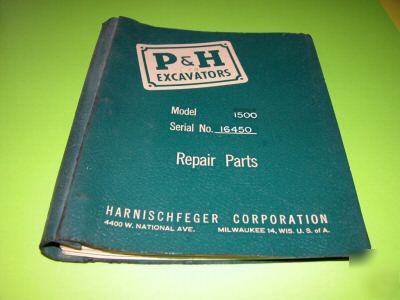 P&H
EXCAVATORS
Model 1500
Serial No. 16450
Repair Parts
HARNISCHFEGER CORPORATION
4400 W. NATIONAL AVE. MILWAUKEE 14, WIS. U. S. of A.